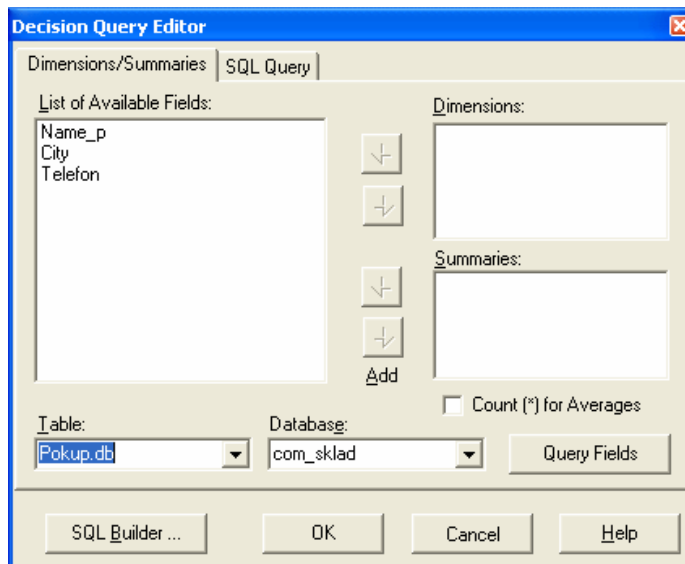 Decision Query Editor
Dimensions/Summaries
SQL Query
List of Available Fields:
Name_p
City
Telefon
Dimensions:
Summaries:
Add
Count (*) for Averages
Table:
Database:
Pokup.db
com_sklad
Query Fields
SQL Builder ...
OK
Cancel
Help